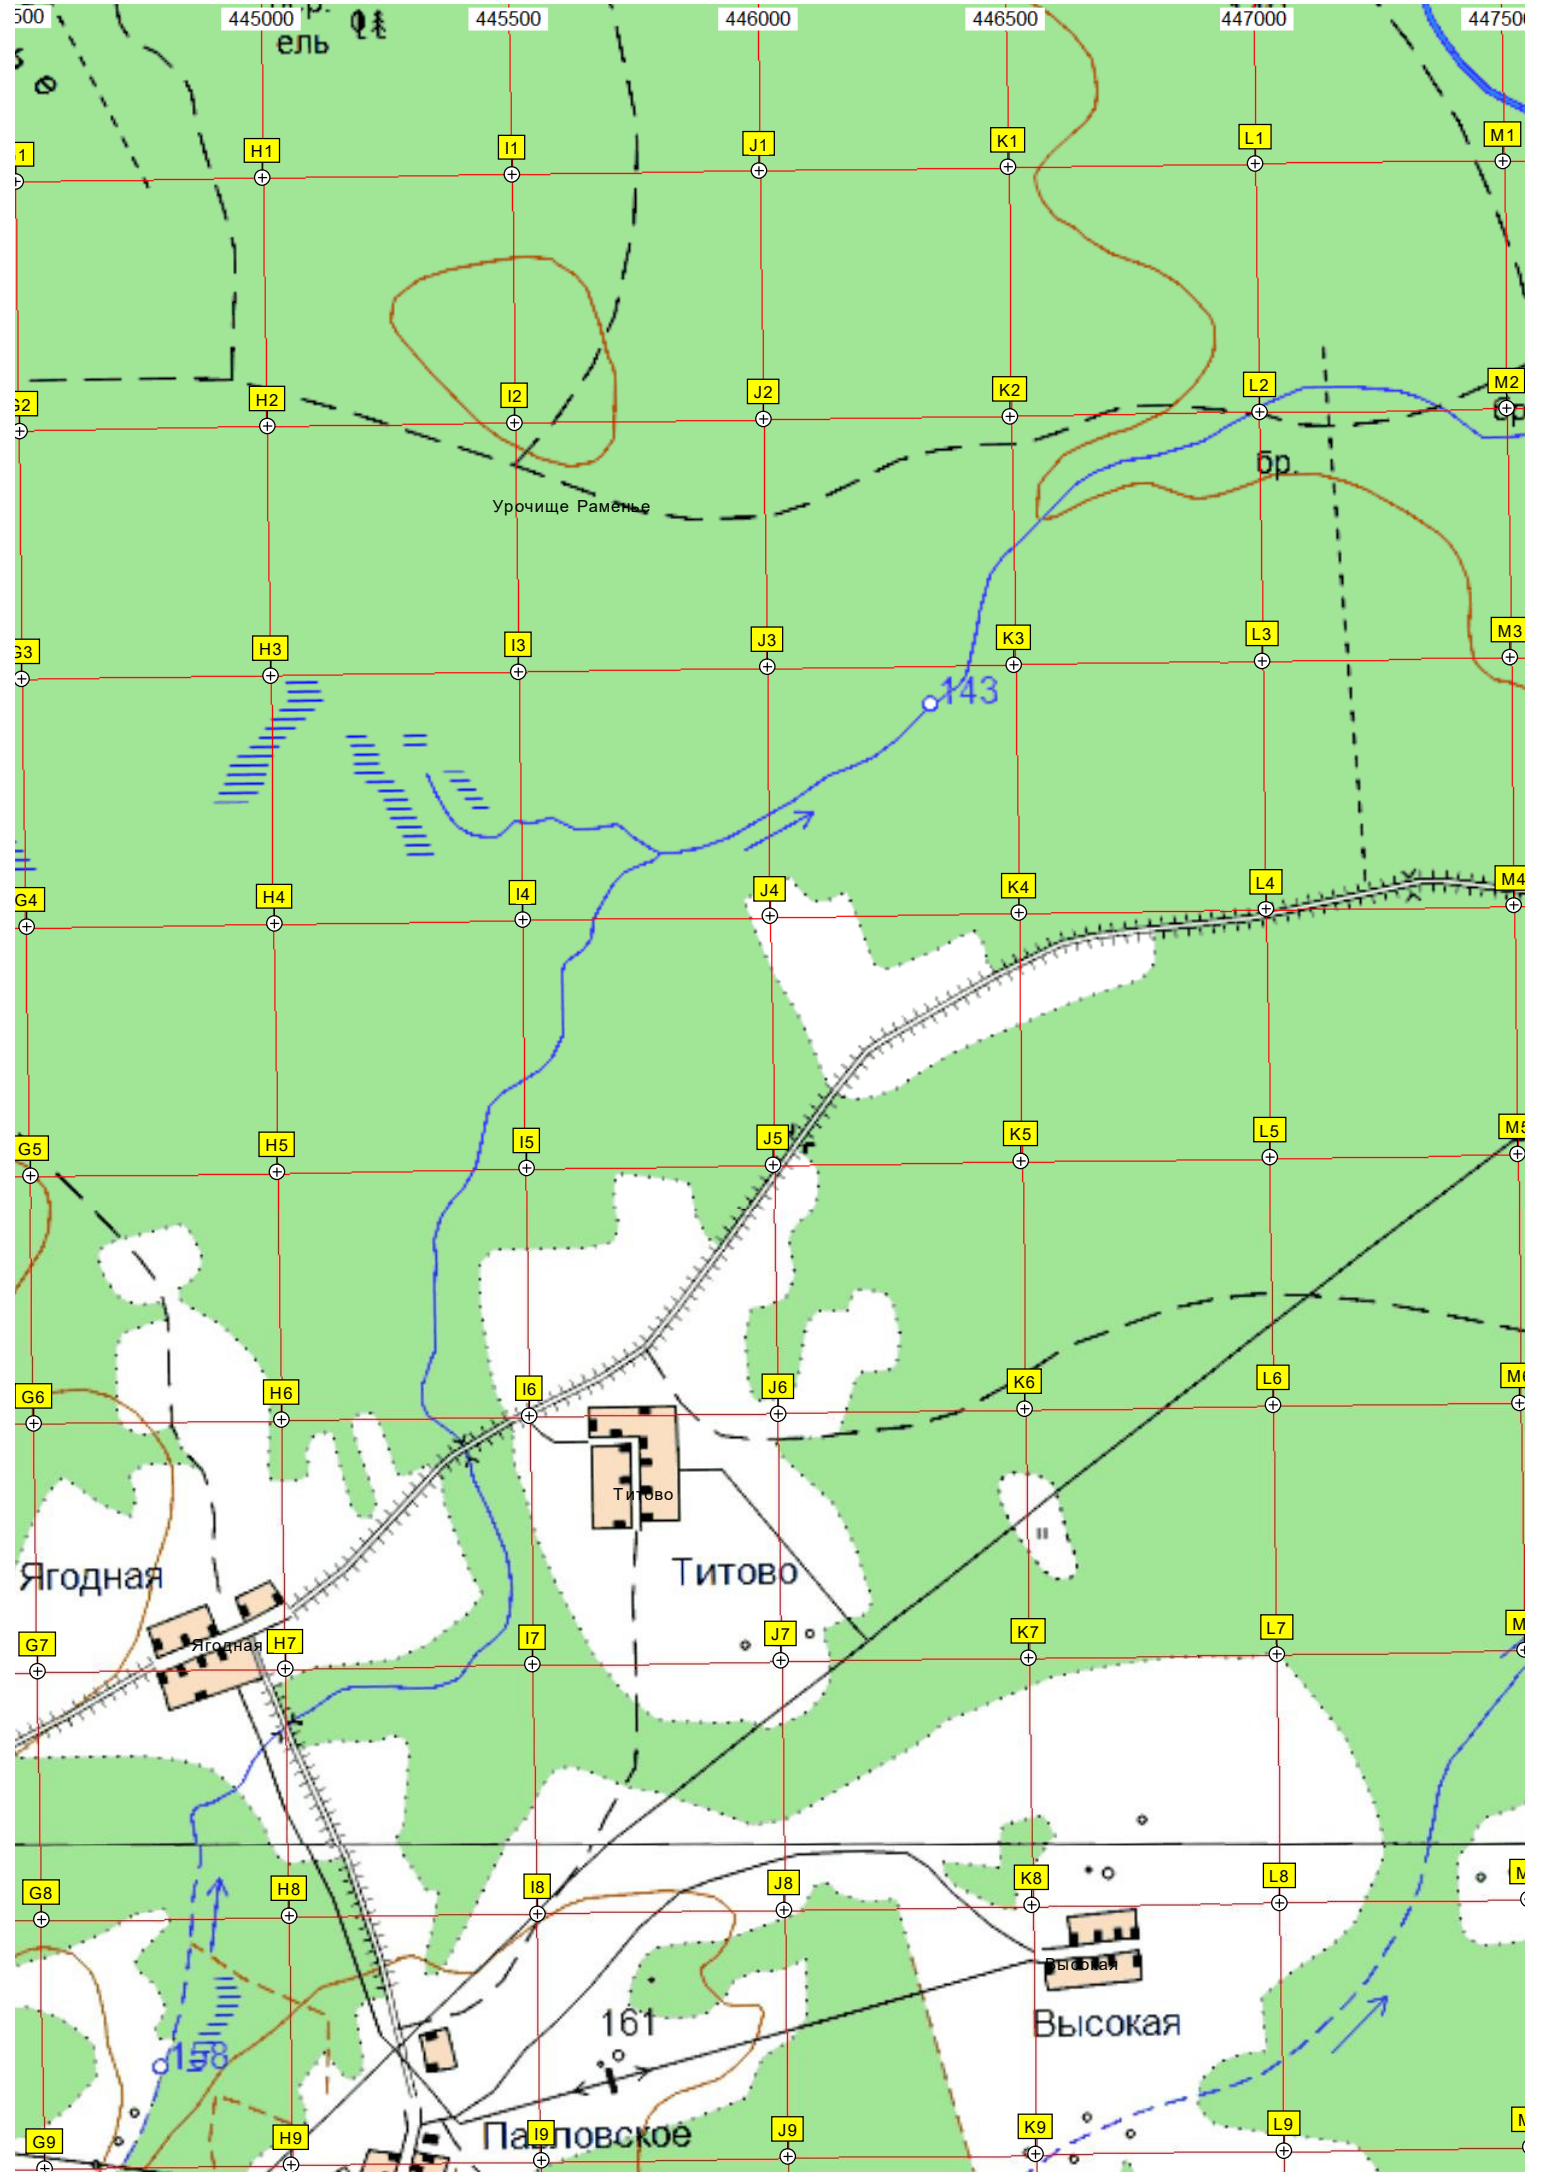 445000 445500 446000 446500 447000
ель
H1 I1 J1 K1 L1 M1
H2 I2 J2 K2 L2 M2
бр.
Урочище Раменье
H3 I3 J3 K3 L3 M3
143
G4 H4 I4 J4 K4 L4 M4
G5 H5 I5 J5 K5 L5
G6 H6 I6 J6 K6 L6
Титово
Ягодная
Титово
G7 H7 I7 J7 K7 L7
Ягодная
G8 H8 I8 J8 K8 L8
Высокая
161
Высокая
158
Павловское
G9 H9 I9 J9 K9 L9